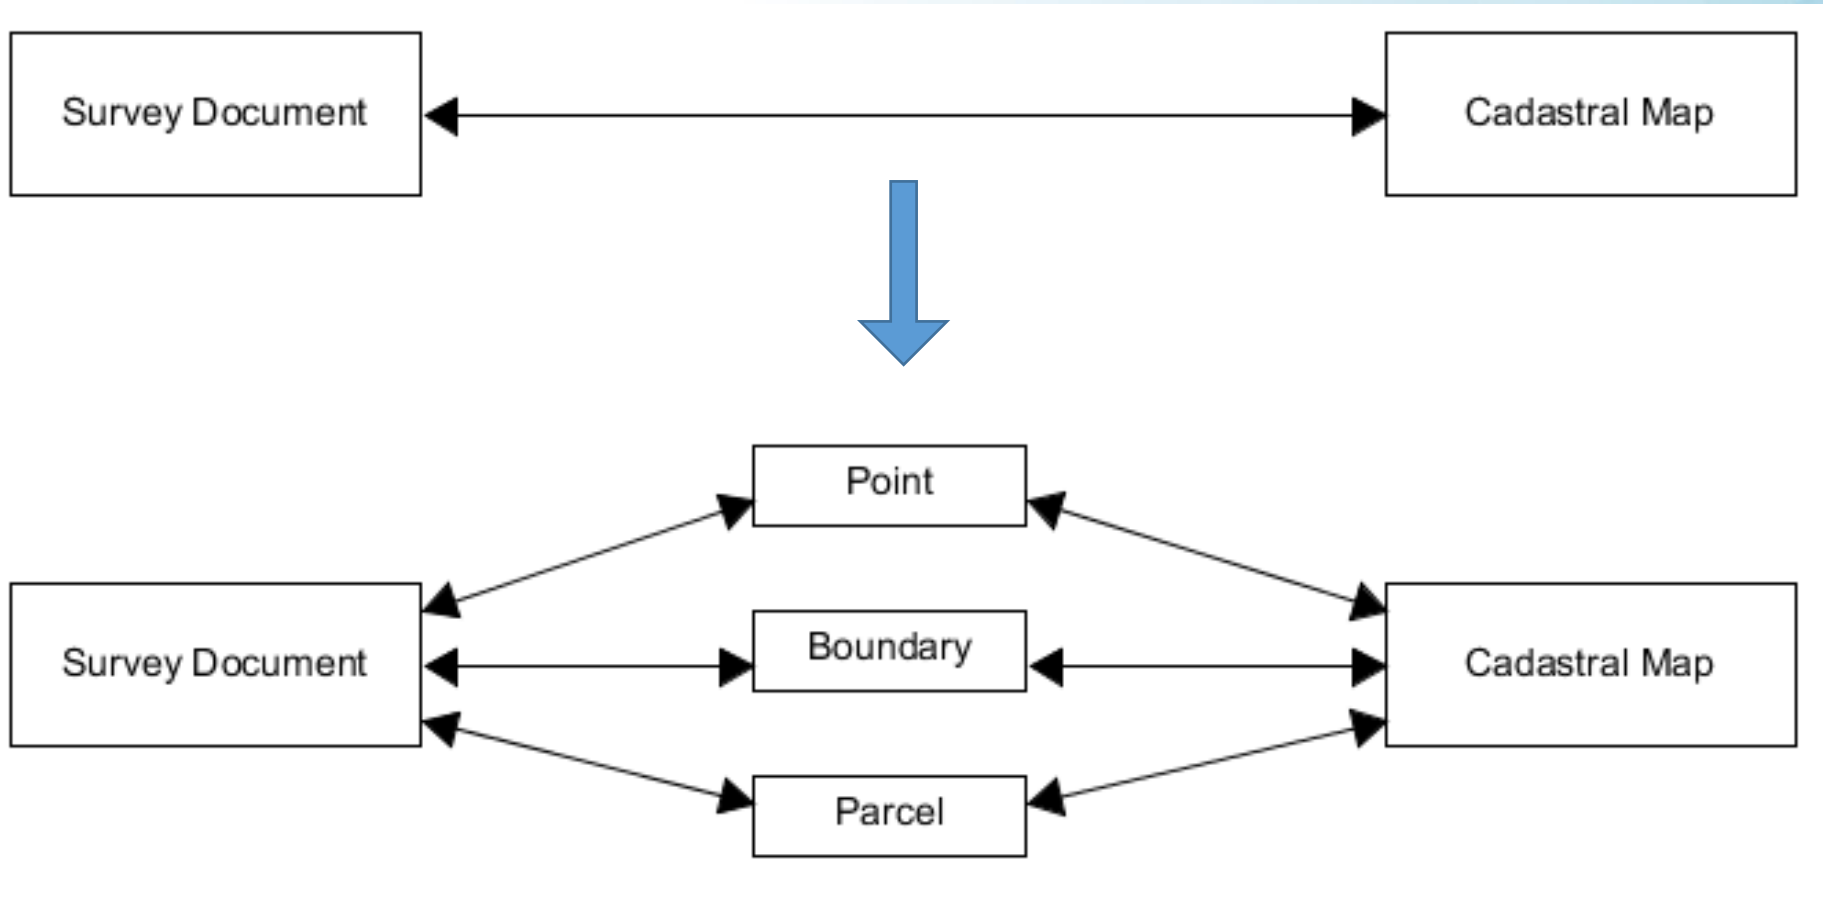 Survey Document
Cadastral Map
Point
Survey Document
Boundary
Cadastral Map
Parcel